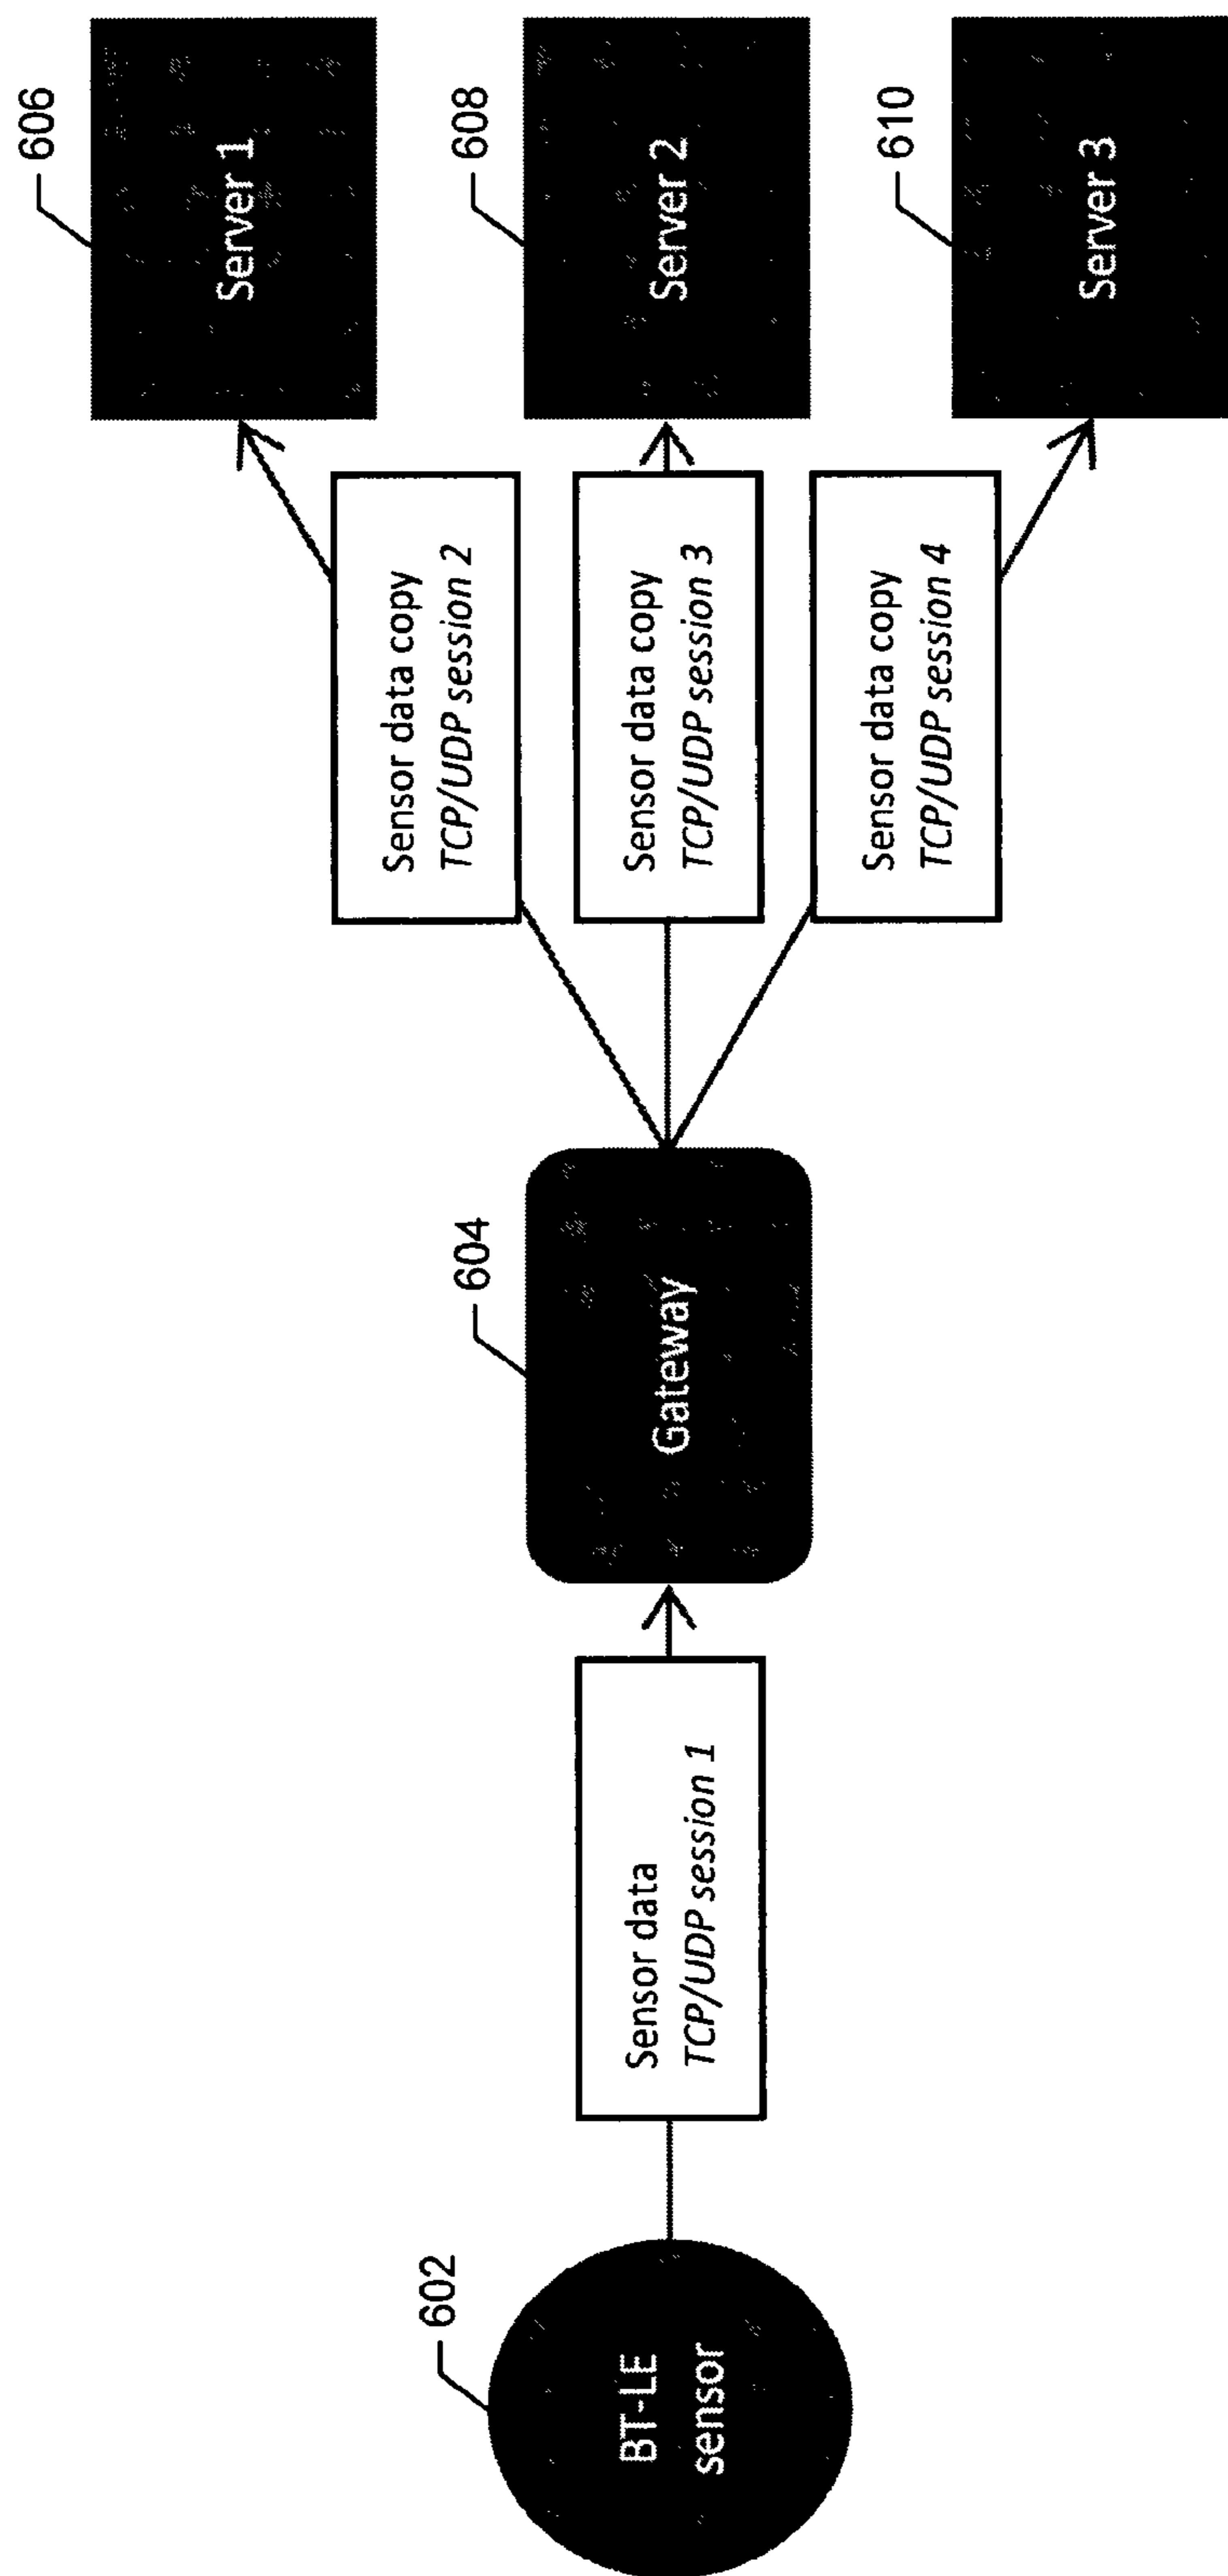 602
BT-LE
sensor
Sensor data
TCP/UDP session 1
604
Gateway
Sensor data copy
TCP/UDP session 2
Sensor data copy
TCP/UDP session 3
Sensor data copy
TCP/UDP session 4
606
Server 1
608
Server 2
610
Server 3